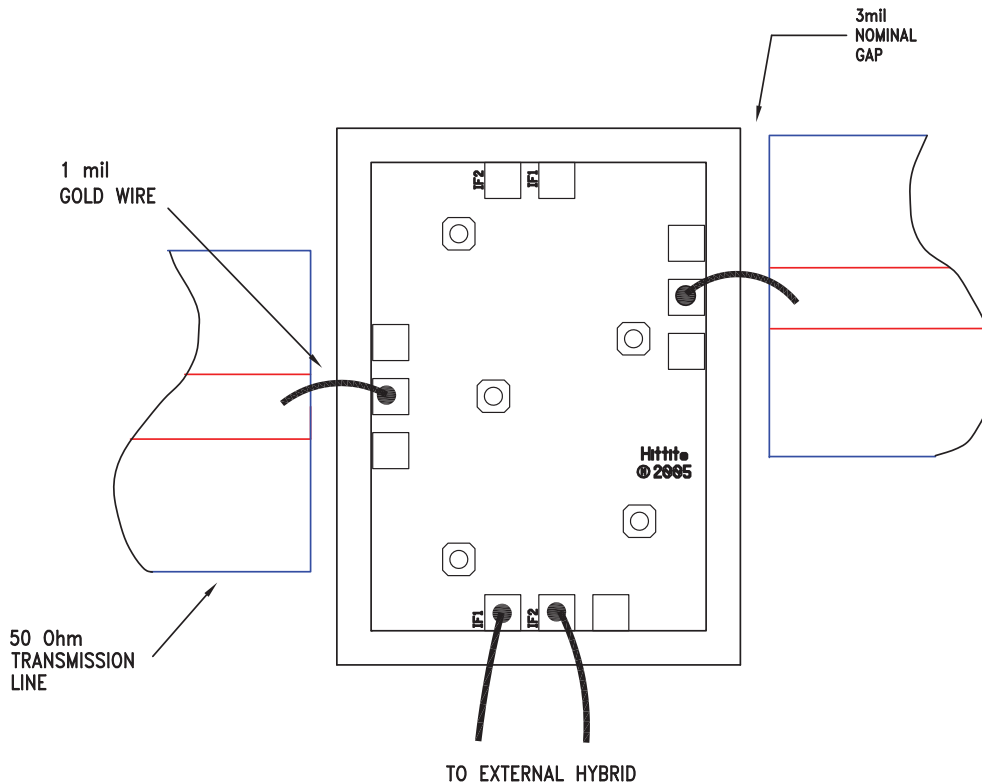 3mil
NOMINAL
GAP
1 mil
GOLD WIRE
IF2
IF1
Hittite
® 2005
IF1
IF2
50 Ohm
TRANSMISSION
LINE
TO EXTERNAL HYBRID